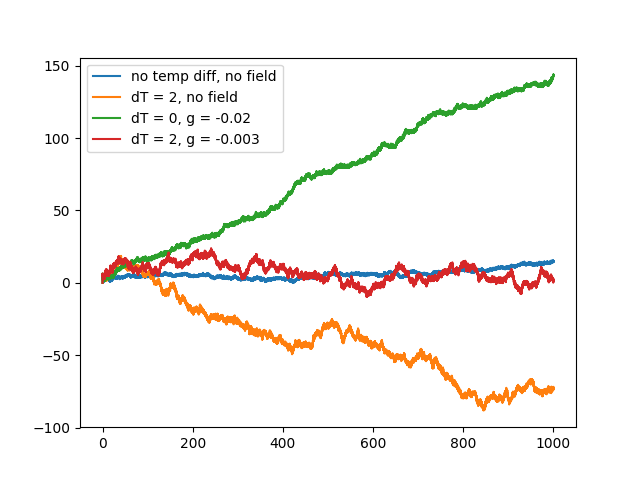 150
100
50
0
−50
−100
no temp diff, no field
dT = 2, no field
dT = 0, g = -0.02
dT = 2, g = -0.003
0 200 400 600 800 1000